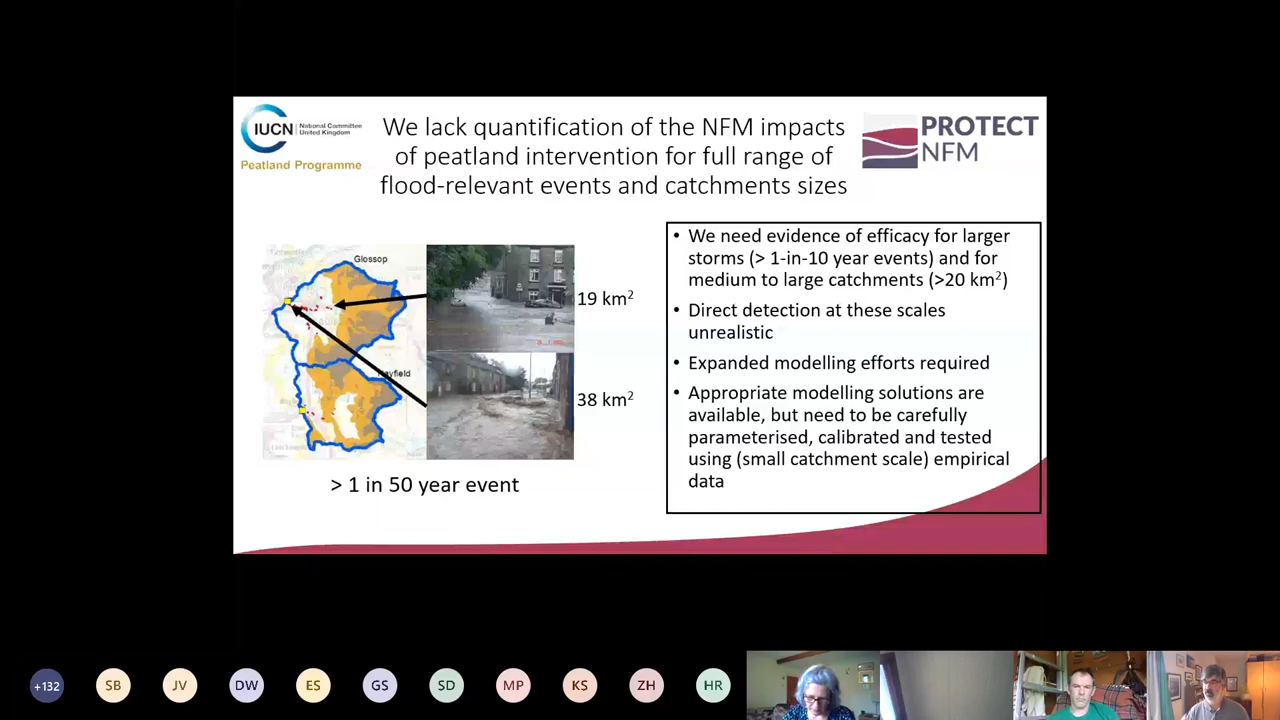 IUCN
National Committee
United Kingdom
Peatland Programme
We lack quantification of the NFM impacts
of peatland intervention for full range of
flood-relevant events and catchments sizes
PROTECT
NFM
Glossop
19 km²
38 km²
> 1 in 50 year event
• We need evidence of efficacy for larger
storms (> 1-in-10 year events) and for
medium to large catchments (>20 km²)
• Direct detection at these scales
unrealistic
• Expanded modelling efforts required
• Appropriate modelling solutions are
available, but need to be carefully
parameterised, calibrated and tested
using (small catchment scale) empirical
data
+132
SB
JV
DW
ES
GS
SD
MP
KS
ZH
HR